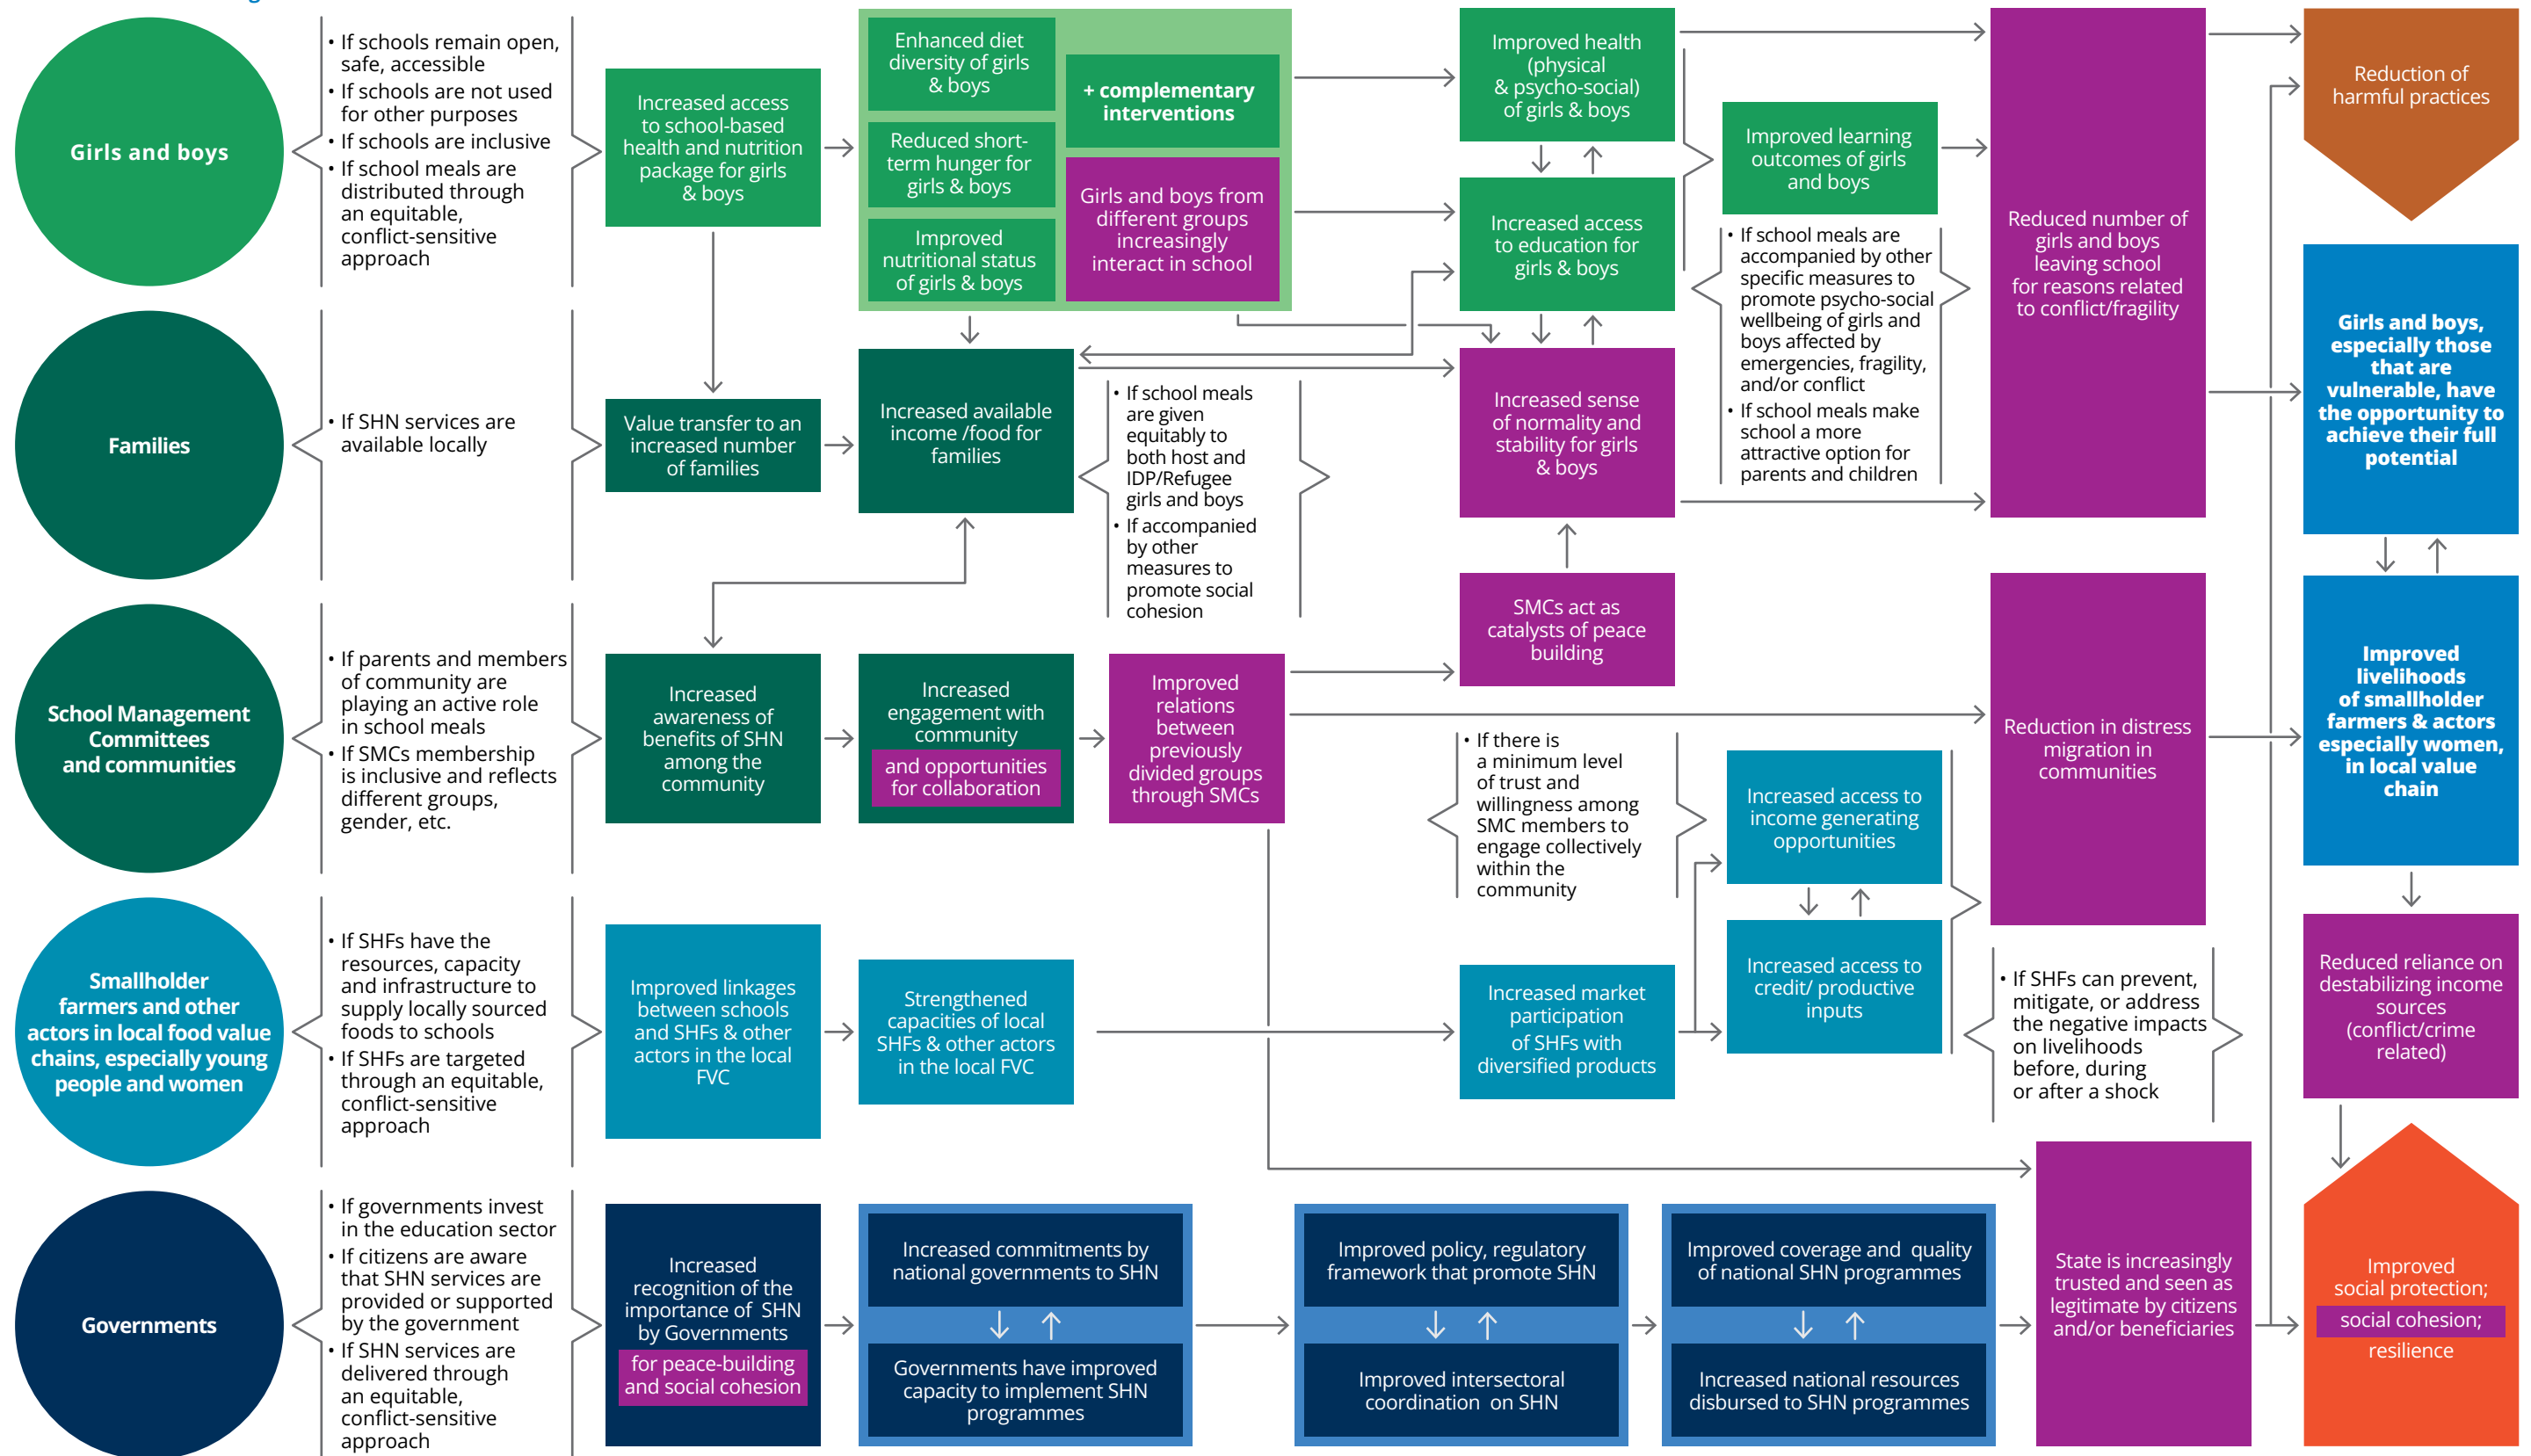 Girls and boys
• If schools remain open,
safe, accessible
• If schools are not used
for other purposes
• If schools are inclusive
• If school meals are
distributed through
an equitable,
conflict-sensitive
approach
Increased access
to school-based
health and nutrition
package for girls
& boys
Enhanced diet
diversity of girls
& boys
Reduced short-
term hunger for
girls & boys
Improved
nutritional status
of girls & boys
+ complementary
interventions
Girls and boys from
different groups
increasingly
interact in school
Improved health
(physical
& psycho-social)
of girls & boys
Increased access
to education for
girls & boys
Improved learning
outcomes of girls
and boys
• If school meals are
accompanied by other
specific measures to
promote psycho-social
wellbeing of girls and
boys affected by
emergencies, fragility,
and/or conflict
• If school meals make
school a more
attractive option for
parents and children
Reduced number of
girls and boys
leaving school
for reasons related
to conflict/fragility
Reduction of
harmful practices
Families
• If SHN services are
available locally
Value transfer to an
increased number
of families
Increased available
income /food for
families
• If school meals
are given
equitably to
both host and
IDP/Refugee
girls and boys
• If accompanied
by other
measures to
promote social
cohesion
Increased sense
of normality and
stability for girls
& boys
Girls and boys,
especially those
that are
vulnerable, have
the opportunity to
achieve their full
potential
School Management
Committees
and communities
• If parents and members
of community are
playing an active role
in school meals
• If SMCs membership
is inclusive and reflects
different groups,
gender, etc.
Increased
awareness of
benefits of SHN
among the
community
Increased
engagement with
community
and opportunities
for collaboration
Improved
relations
between
previously
divided groups
through SMCs
SMCs act as
catalysts of peace
building
• If there is
a minimum level
of trust and
willingness among
SMC members to
engage collectively
within the
community
Increased access to
income generating
opportunities
Reduction in distress
migration in
communities
Improved
livelihoods
of smallholder
farmers & actors
especially women,
in local value
chain
Smallholder
farmers and other
actors in local food value
chains, especially young
people and women
• If SHFs have the
resources, capacity
and infrastructure to
supply locally sourced
foods to schools
• If SHFs are targeted
through an equitable,
conflict-sensitive
approach
Improved linkages
between schools
and SHFs & other
actors in the local
FVC
Strengthened
capacities of local
SHFs & other actors
in the local FVC
Increased market
participation
of SHFs with
diversified products
Increased access to
credit/ productive
inputs
• If SHFs can prevent,
mitigate, or address
the negative impacts
on livelihoods
before, during
or after a shock
Reduced reliance on
destabilizing income
sources
(conflict/crime
related)
Governments
• If governments invest
in the education sector
• If citizens are aware
that SHN services are
provided or supported
by the government
• If SHN services are
delivered through
an equitable,
conflict-sensitive
approach
Increased
recognition of the
importance of SHN
by Governments
for peace-building
and social cohesion
Increased commitments by
national governments to SHN
Governments have improved
capacity to implement SHN
programmes
Improved policy, regulatory
framework that promote SHN
Improved intersectoral
coordination on SHN
Improved coverage and quality
of national SHN programmes
Increased national resources
disbursed to SHN programmes
State is increasingly
trusted and seen as
legitimate by citizens
and/or beneficiaries
Improved
social protection;
social cohesion;
resilience